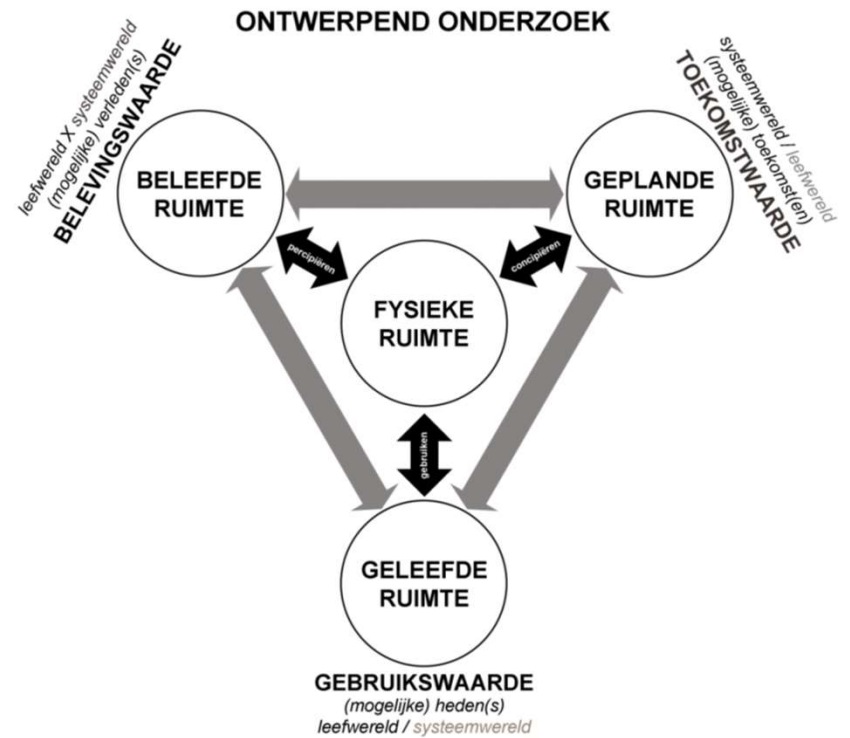 ONTWERPEND ONDERZOEK
leefwereld X systeemwereld
(mogelijke) verleden(s)
BELEVINGSWAARDE
systeemwereld / leefwereld
(mogelijke) toekomst(en)
TOEKOMSTWAARDE
BELEEFDE
RUIMTE
GEPLANDE
RUIMTE
percipiëren
concipiëren
FYSIEKE
RUIMTE
gebruiken
GELEEFDE
RUIMTE
GEBRUIKSWAARDE
(mogelijke) heden(s)
leefwereld / systeemwereld